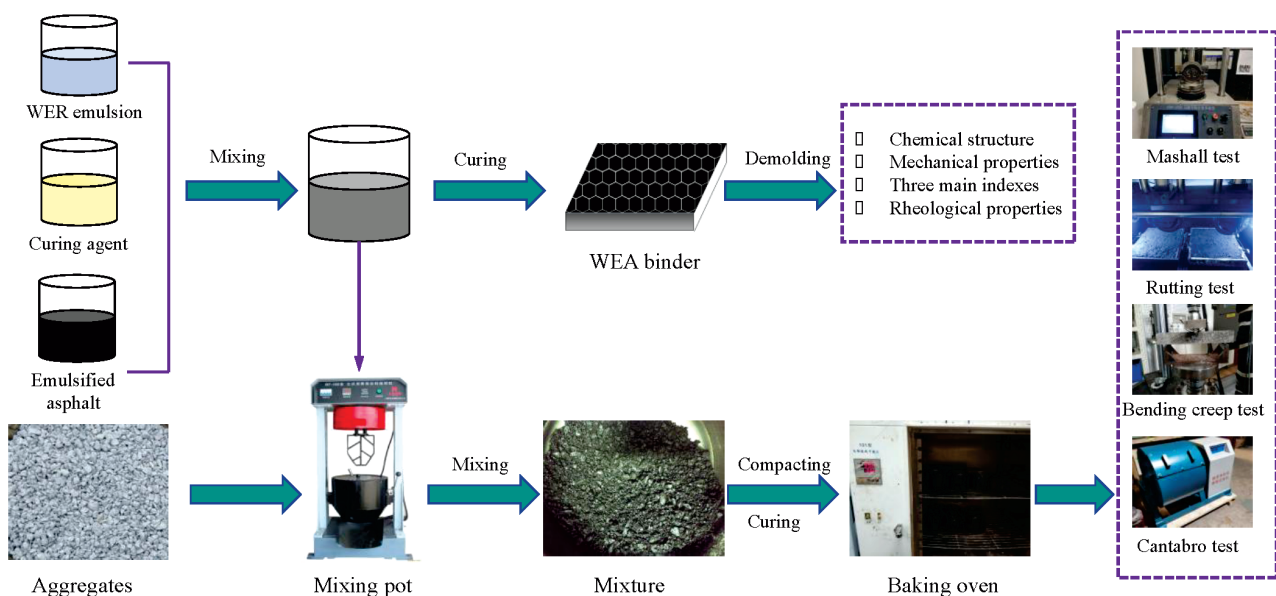 WER emulsion
Curing agent
Emulsified
asphalt
Mixing
Curing
WEA binder
Demolding
Chemical structure
Mechanical properties
Three main indexes
Rheological properties
Mashall test
Rutting test
Bending creep test
Cantabro test
Aggregates
Mixing pot
Mixing
Mixture
Compacting
Curing
Baking oven